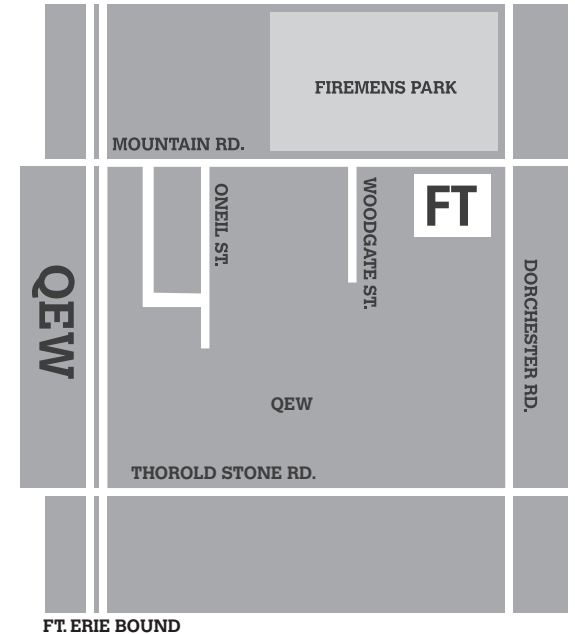 FIREMENS PARK
MOUNTAIN RD.
ONEIL ST.
WOODGATE ST.
FT
QEW
DORCHESTER RD.
QEW
THOROLD STONE RD.
FT. ERIE BOUND